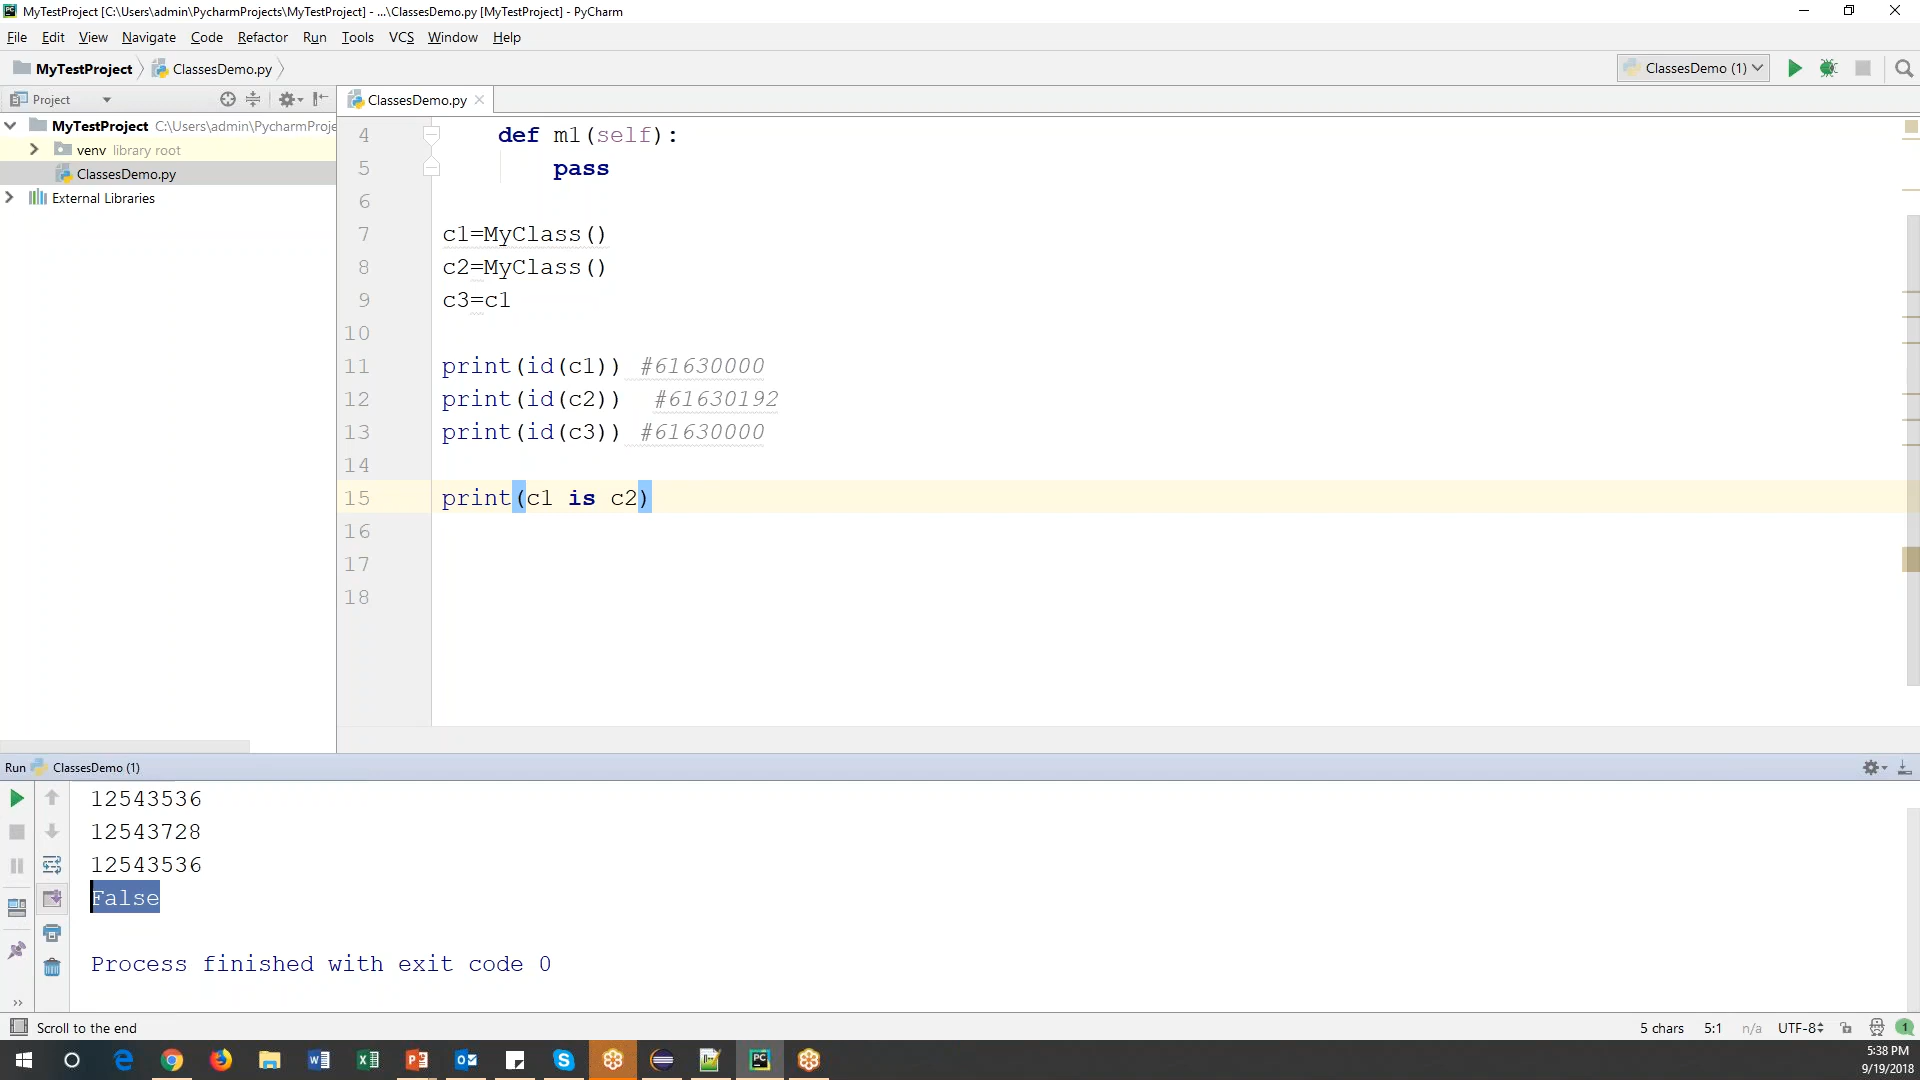 MyTestProject [C:\Users\admin\PycharmProjects\MyTestProject] - ...\ClassesDemo.py [MyTestProject] - PyCharm
File Edit View Navigate Code Refactor Run Tools VCS Window Help
MyTestProject ClassesDemo.py ClassesDemo (1)
Project ClassesDemo.py
MyTestProject C:\Users\admin\PycharmProje
venv library root
ClassesDemo.py
External Libraries
4 def m1(self):
5 pass
6
7 c1=MyClass()
8 c2=MyClass()
9 c3=c1
10
11 print(id(c1)) #61630000
12 print(id(c2)) #61630192
13 print(id(c3)) #61630000
14
15 print(c1 is c2)
16
17
18
Run ClassesDemo (1)
12543536
12543728
12543536
False
Process finished with exit code 0
Scroll to the end 5 chars 5:1 n/a UTF-8 1
5:38 PM
9/19/2018